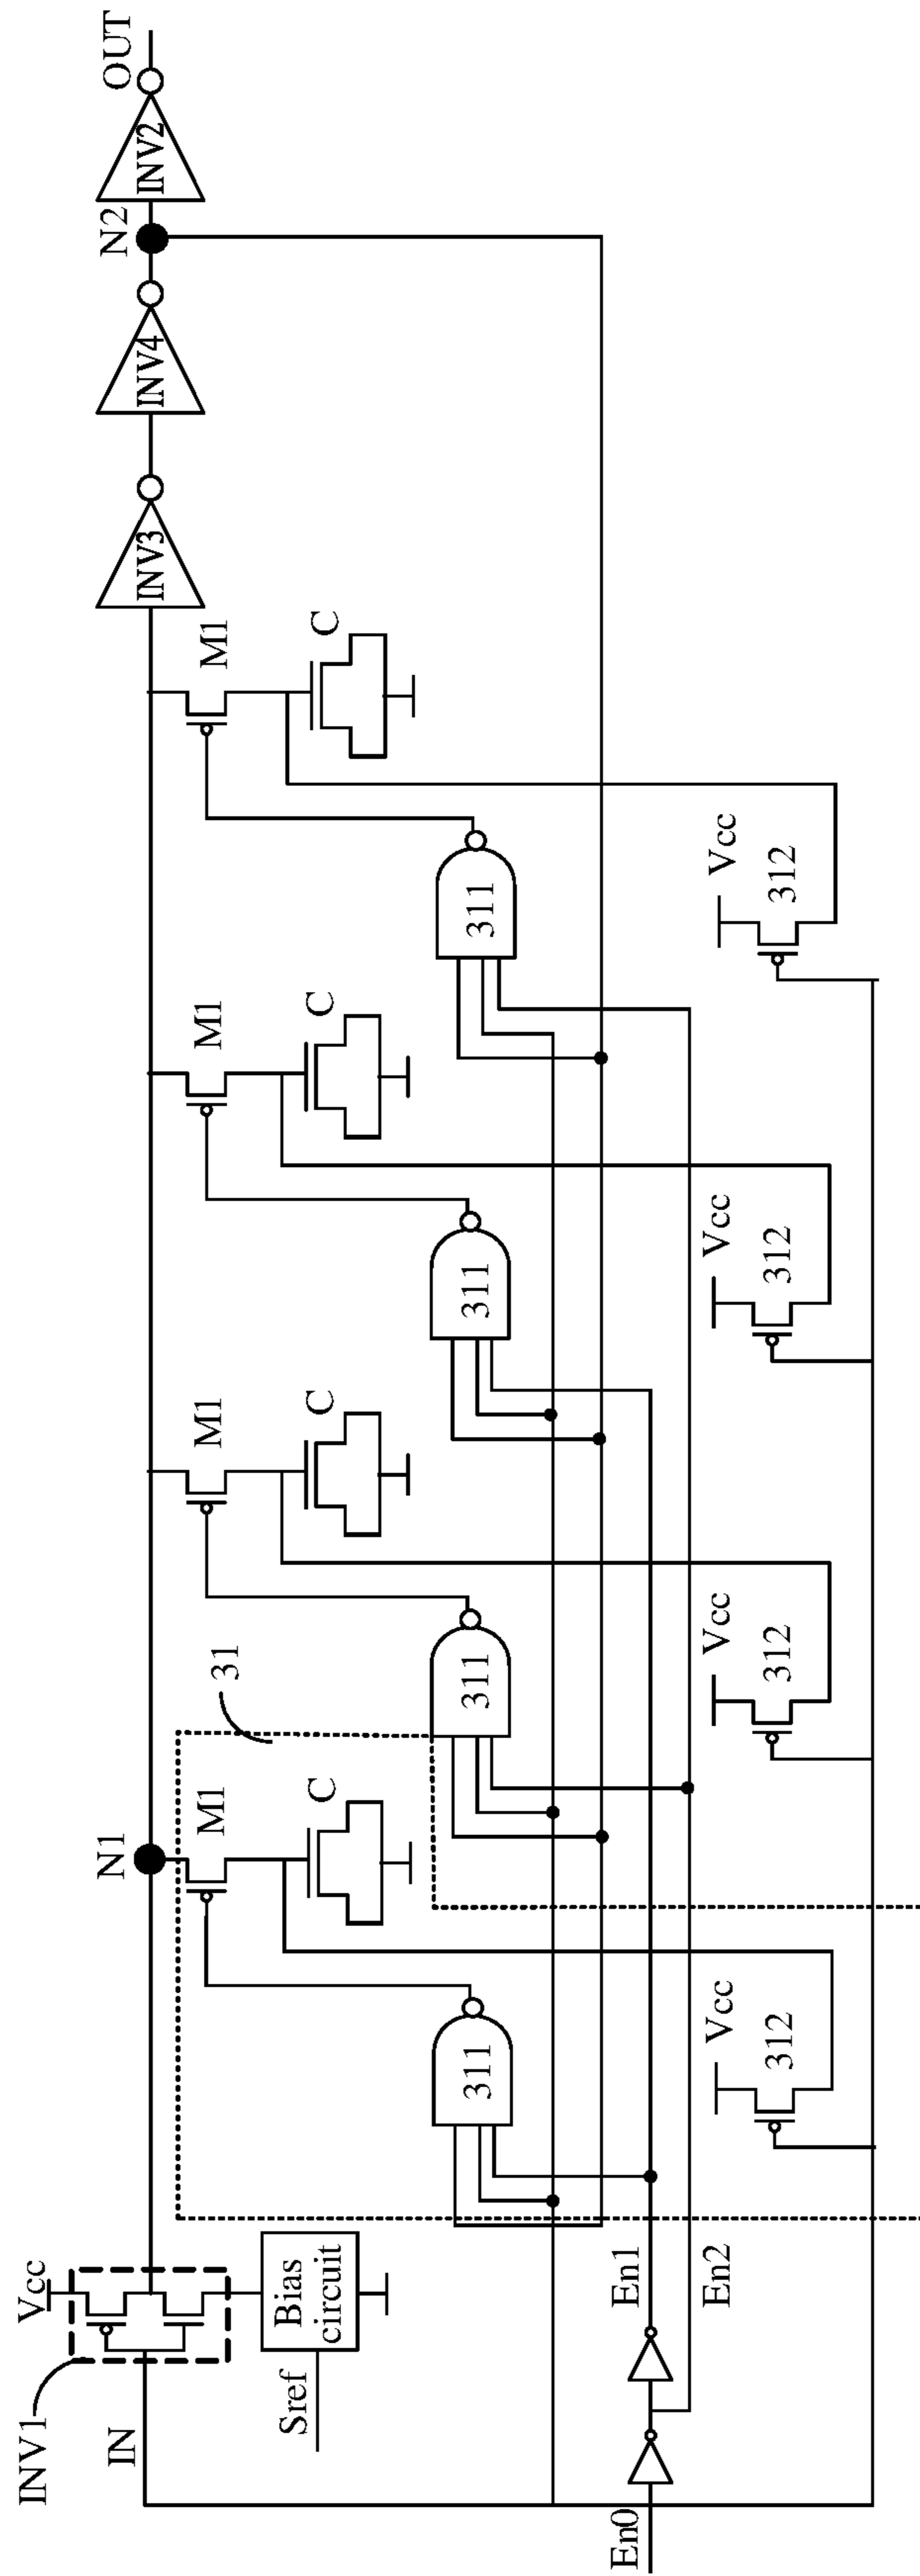 INV1
Vcc
IN
Sref
Bias
circuit
N1
31
M1
C
M1
C
M1
C
M1
C
INV3
INV4
N2
INV2
OUT
311
311
311
311
En0
En1
En2
Vcc
312
Vcc
312
Vcc
312
Vcc
312